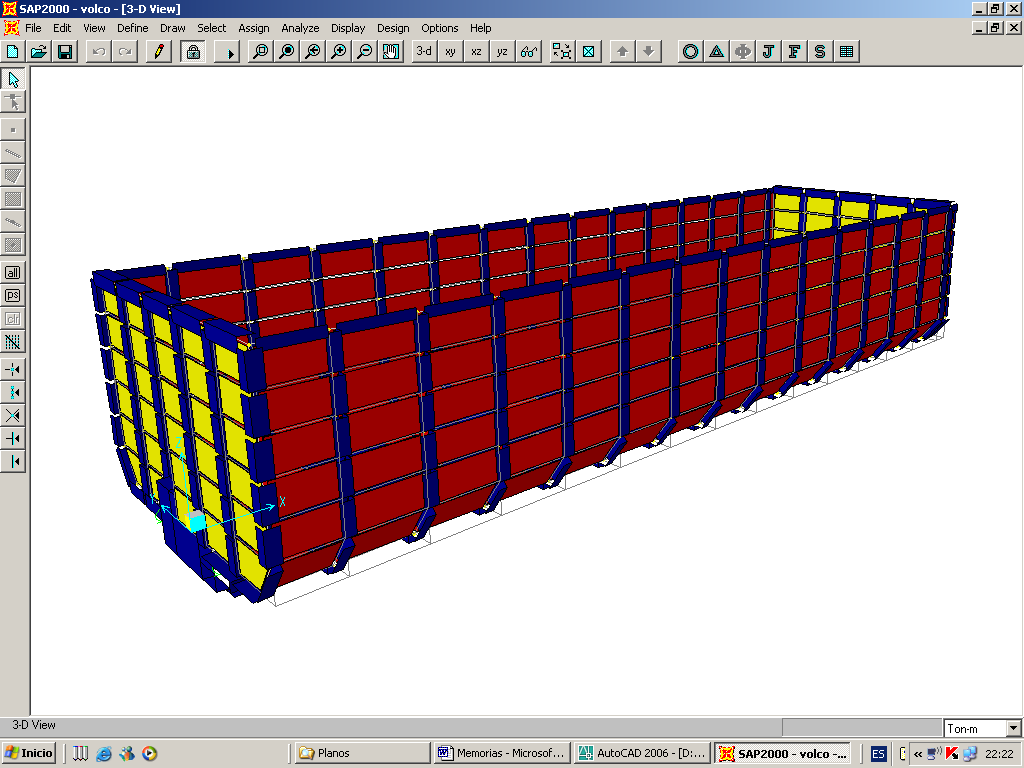 SAP2000 - volco - [3-D View]
File Edit View Define Draw Select Assign Analyze Display Design Options Help
3-d xy xz yz J F S
all
ps
clr
Z
X
3-D View
Ton-m
Inicio Planos Memorias - Microsof... AutoCAD 2006 - [D:... SAP2000 - volco -... ES « 22:22